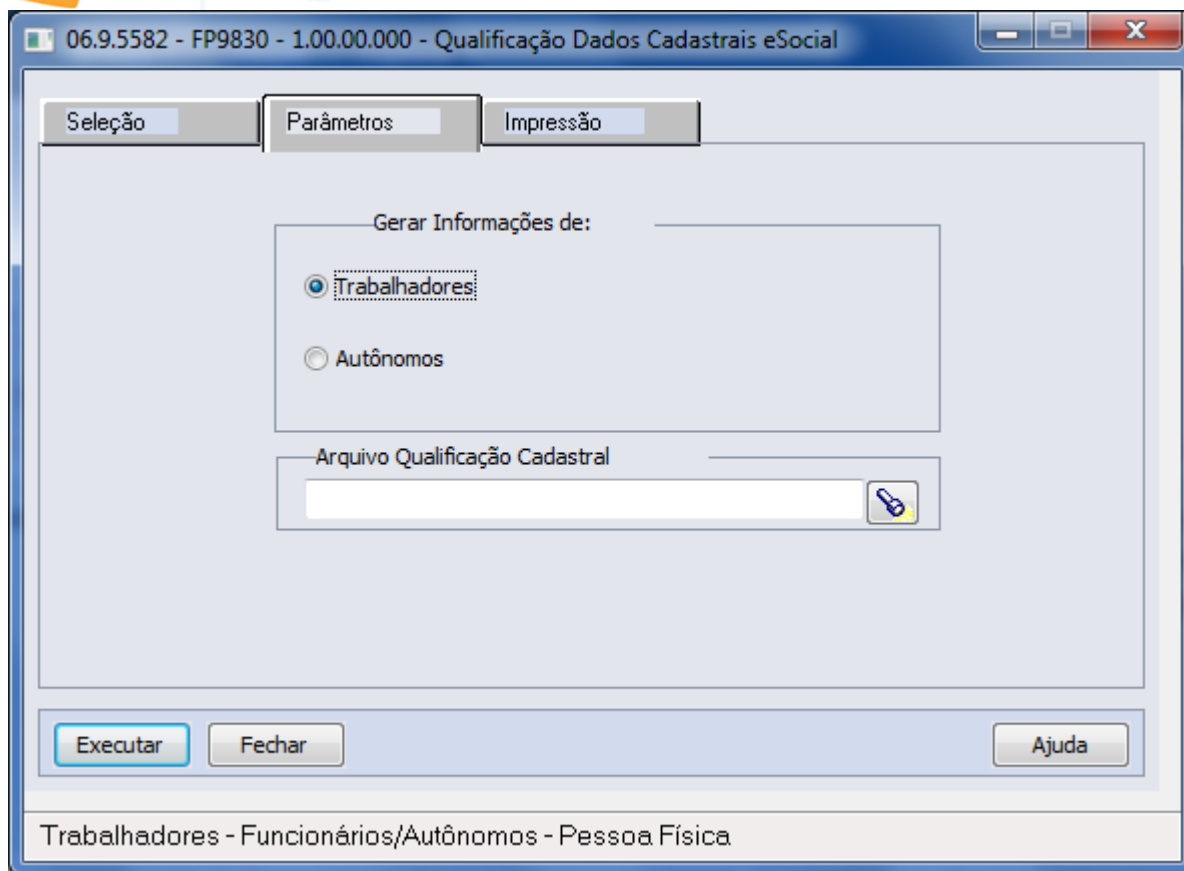 06.9.5582 - FP9830 - 1.00.00.000 - Qualificação Dados Cadastrais eSocial
Seleção Parâmetros Impressão
Gerar Informações de:
Trabalhadores
Autônomos
Arquivo Qualificação Cadastral
Executar Fechar Ajuda
Trabalhadores - Funcionários/Autônomos - Pessoa Física